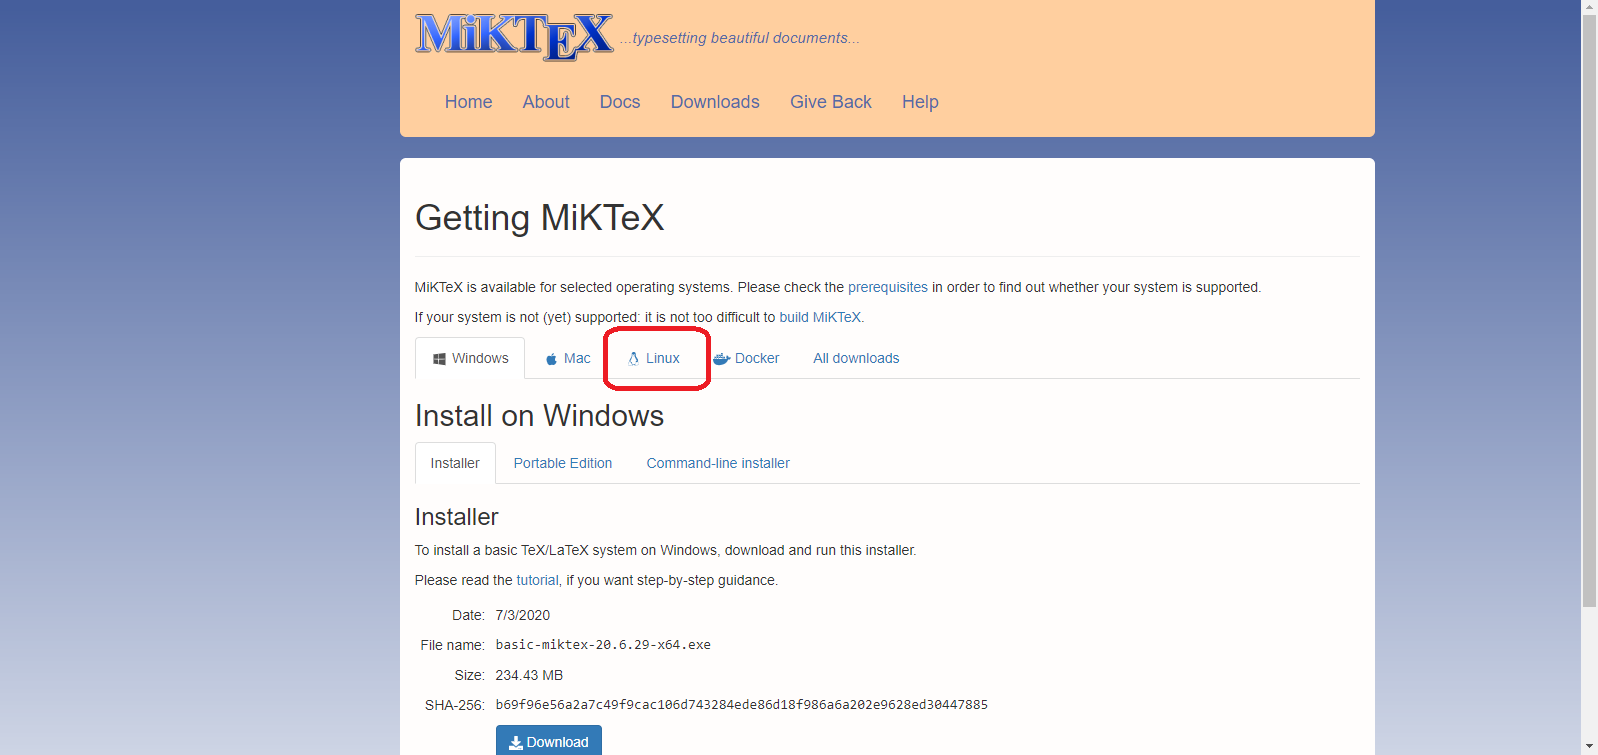 MiKTEX ...typesetting beautiful documents...
Home About Docs Downloads Give Back Help
Getting MiKTeX
MiKTeX is available for selected operating systems. Please check the prerequisites in order to find out whether your system is supported.
If your system is not (yet) supported: it is not too difficult to build MiKTeX.
Windows Mac Linux Docker All downloads
Install on Windows
Installer Portable Edition Command-line installer
Installer
To install a basic TeX/LaTeX system on Windows, download and run this installer.
Please read the tutorial, if you want step-by-step guidance.
Date: 7/3/2020
File name: basic-miktex-20.6.29-x64.exe
Size: 234.43 MB
SHA-256: b69f96e56a2a7c49f9cac106d743284ede86d18f986a6a202e9628ed30447885
Download